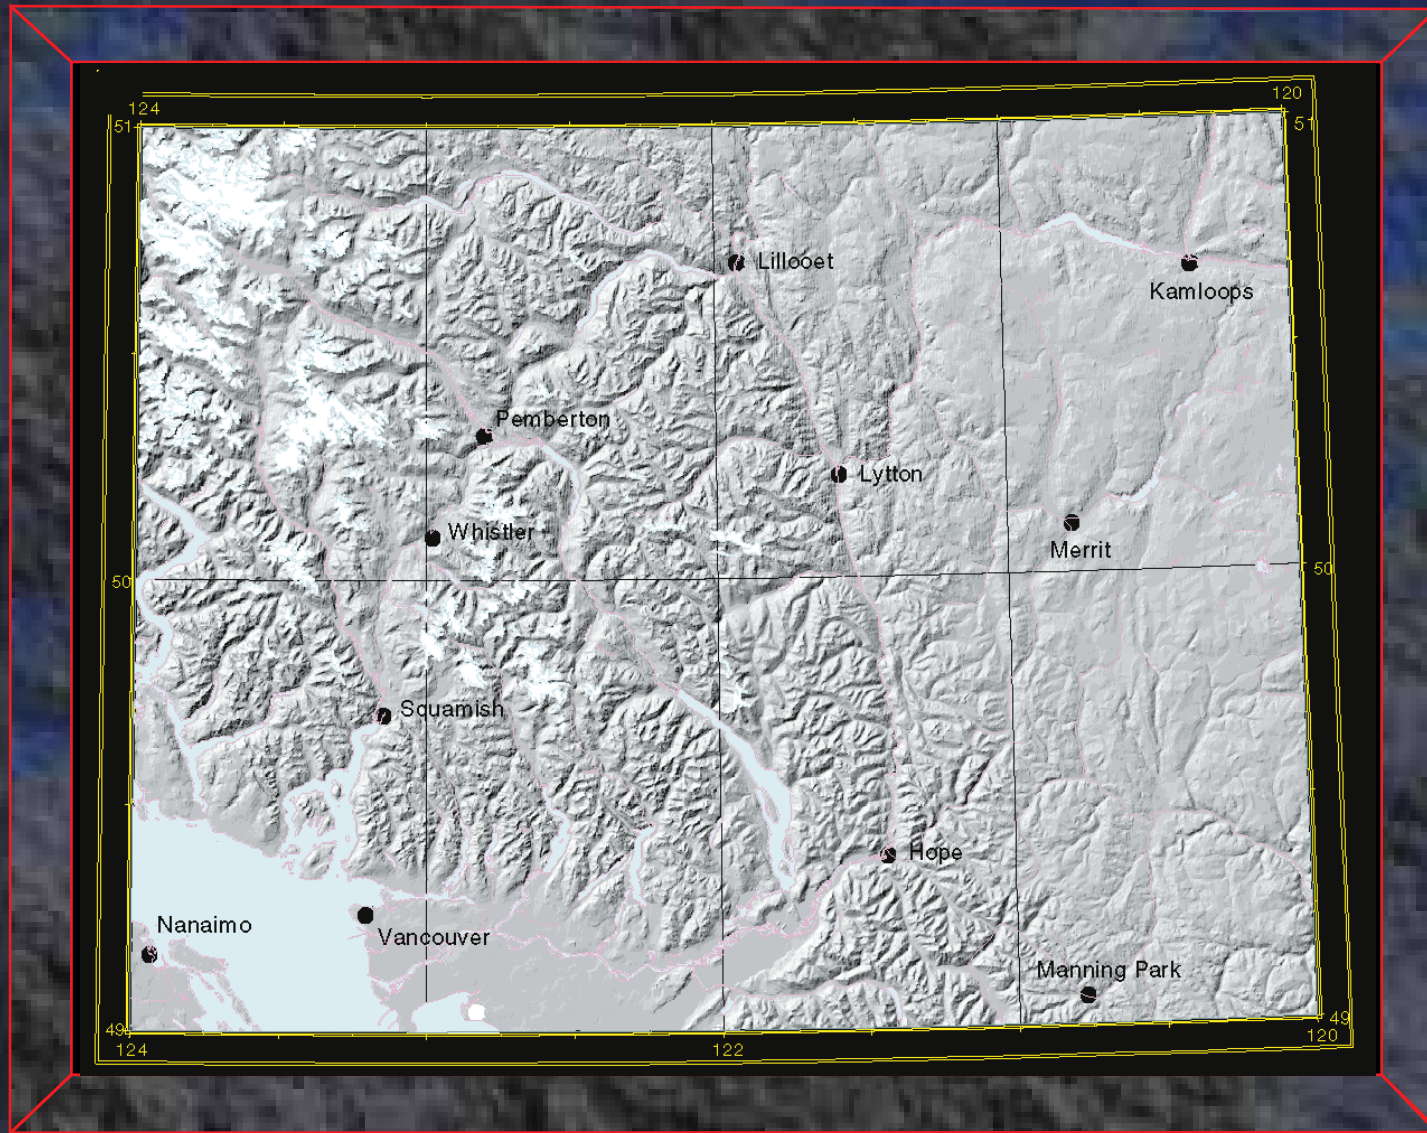 124
120
51
51
Lillooet
Kamloops
Pemberton
Lytton
Whistler
Merrit
50
50
Squamish
Hope
Nanaimo
Vancouver
Manning Park
49
49
124
122
120